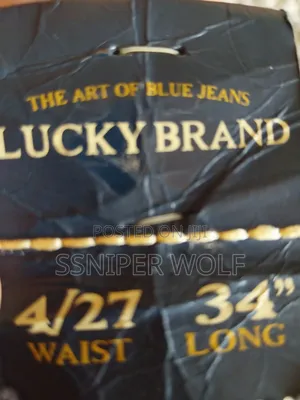 THE ART OF BLUE JEANS
LUCKY BRAND
POSTED ON JIJI
SSNIPER WOLF
4/27 34"
WAIST LONG